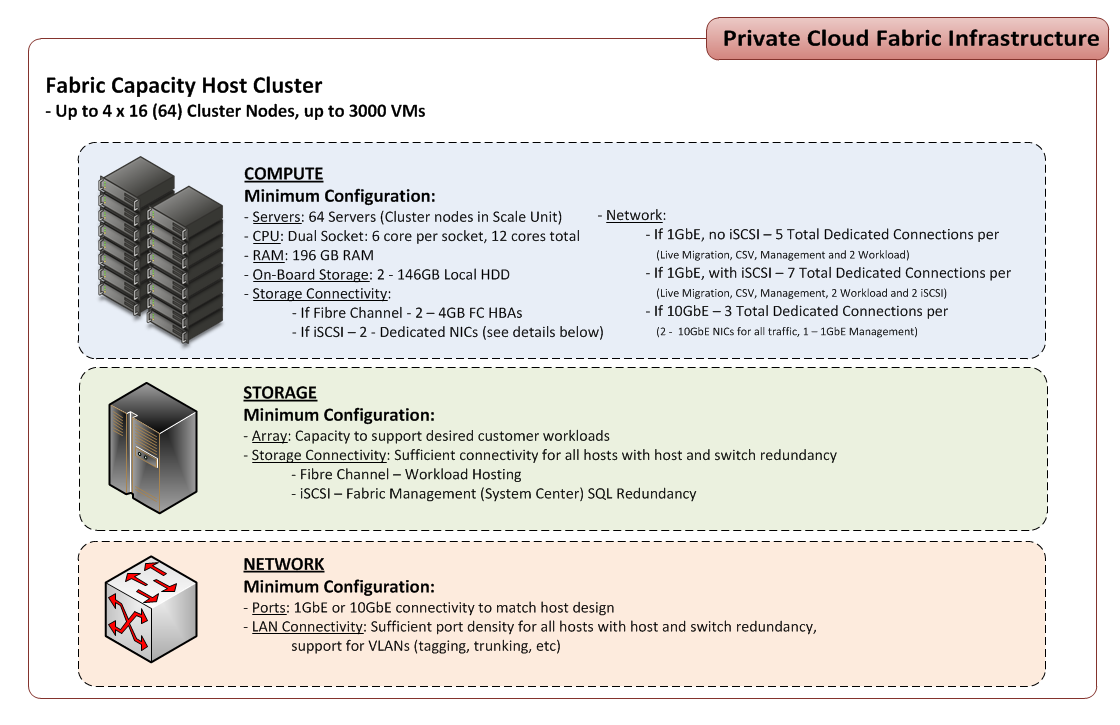 Private Cloud Fabric Infrastructure
Fabric Capacity Host Cluster
- Up to 4 x 16 (64) Cluster Nodes, up to 3000 VMs
COMPUTE
Minimum Configuration:
- Servers: 64 Servers (Cluster nodes in Scale Unit)
- CPU: Dual Socket: 6 core per socket, 12 cores total
- RAM: 196 GB RAM
- On-Board Storage: 2 - 146GB Local HDD
- Storage Connectivity:
- If Fibre Channel - 2 – 4GB FC HBAs
- If iSCSI – 2 - Dedicated NICs (see details below)
- Network:
- If 1GbE, no iSCSI – 5 Total Dedicated Connections per
(Live Migration, CSV, Management and 2 Workload)
- If 1GbE, with iSCSI – 7 Total Dedicated Connections per
(Live Migration, CSV, Management, 2 Workload and 2 iSCSI)
- If 10GbE – 3 Total Dedicated Connections per
(2 - 10GbE NICs for all traffic, 1 – 1GbE Management)
STORAGE
Minimum Configuration:
- Array: Capacity to support desired customer workloads
- Storage Connectivity: Sufficient connectivity for all hosts with host and switch redundancy
- Fibre Channel – Workload Hosting
- iSCSI – Fabric Management (System Center) SQL Redundancy
NETWORK
Minimum Configuration:
- Ports: 1GbE or 10GbE connectivity to match host design
- LAN Connectivity: Sufficient port density for all hosts with host and switch redundancy,
support for VLANs (tagging, trunking, etc)